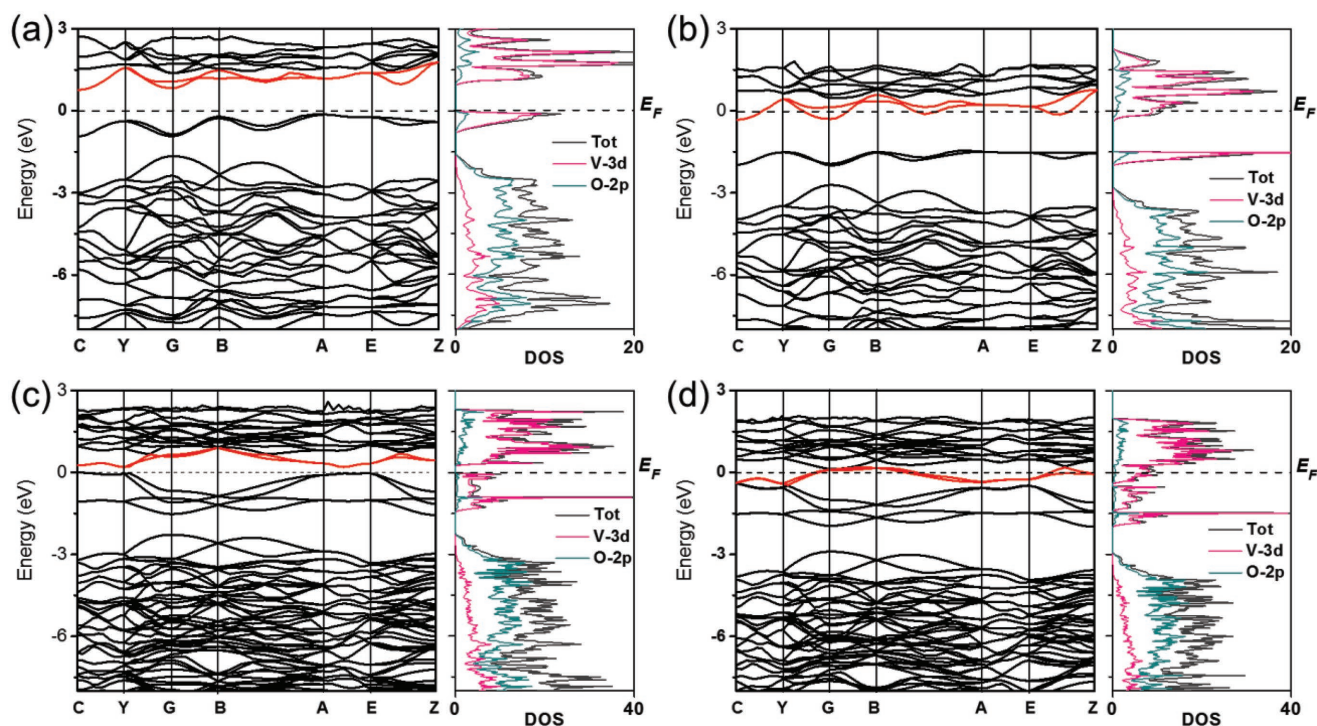 (a)
3
0
-3
-6
Energy (eV)
C Y G B A E Z
E_F
Tot
V-3d
O-2p
0 DOS 20
(b)
3
0
-3
-6
Energy (eV)
C Y G B A E Z
E_F
Tot
V-3d
O-2p
0 DOS 20
(c)
3
0
-3
-6
Energy (eV)
C Y G B A E Z
E_F
Tot
V-3d
O-2p
0 DOS 40
(d)
3
0
-3
-6
Energy (eV)
C Y G B A E Z
E_F
Tot
V-3d
O-2p
0 DOS 40